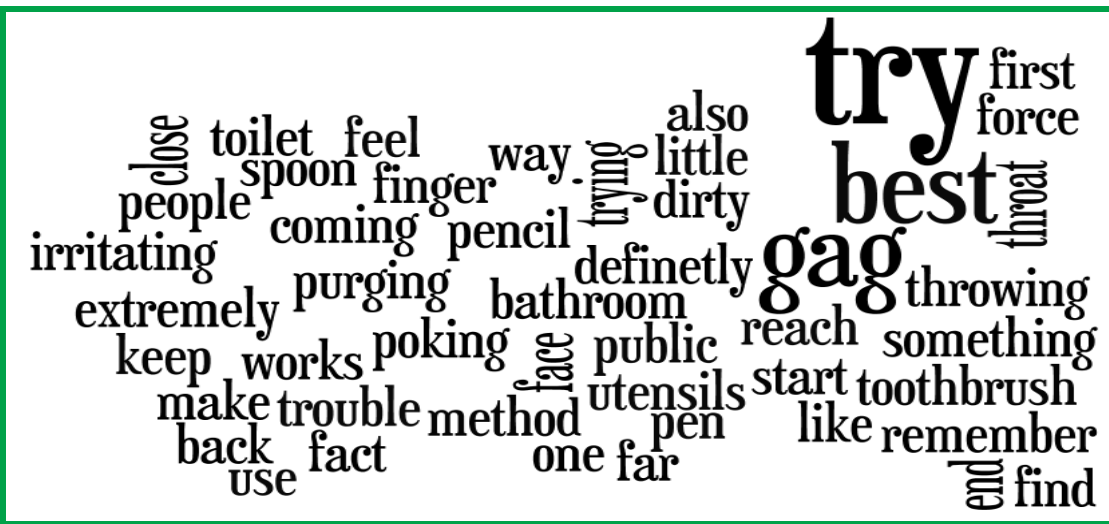 try
first
force
also
close
toilet
feel
way
trying
little
best
throat
spoon
finger
people
dirty
coming
pencil
irritating
definetly
gag
purging
throwing
extremely
bathroom
reach
keep
works
poking
face
public
something
make
trouble
method
utensils
start
toothbrush
back
fact
pen
like
remember
use
one
far
end
find